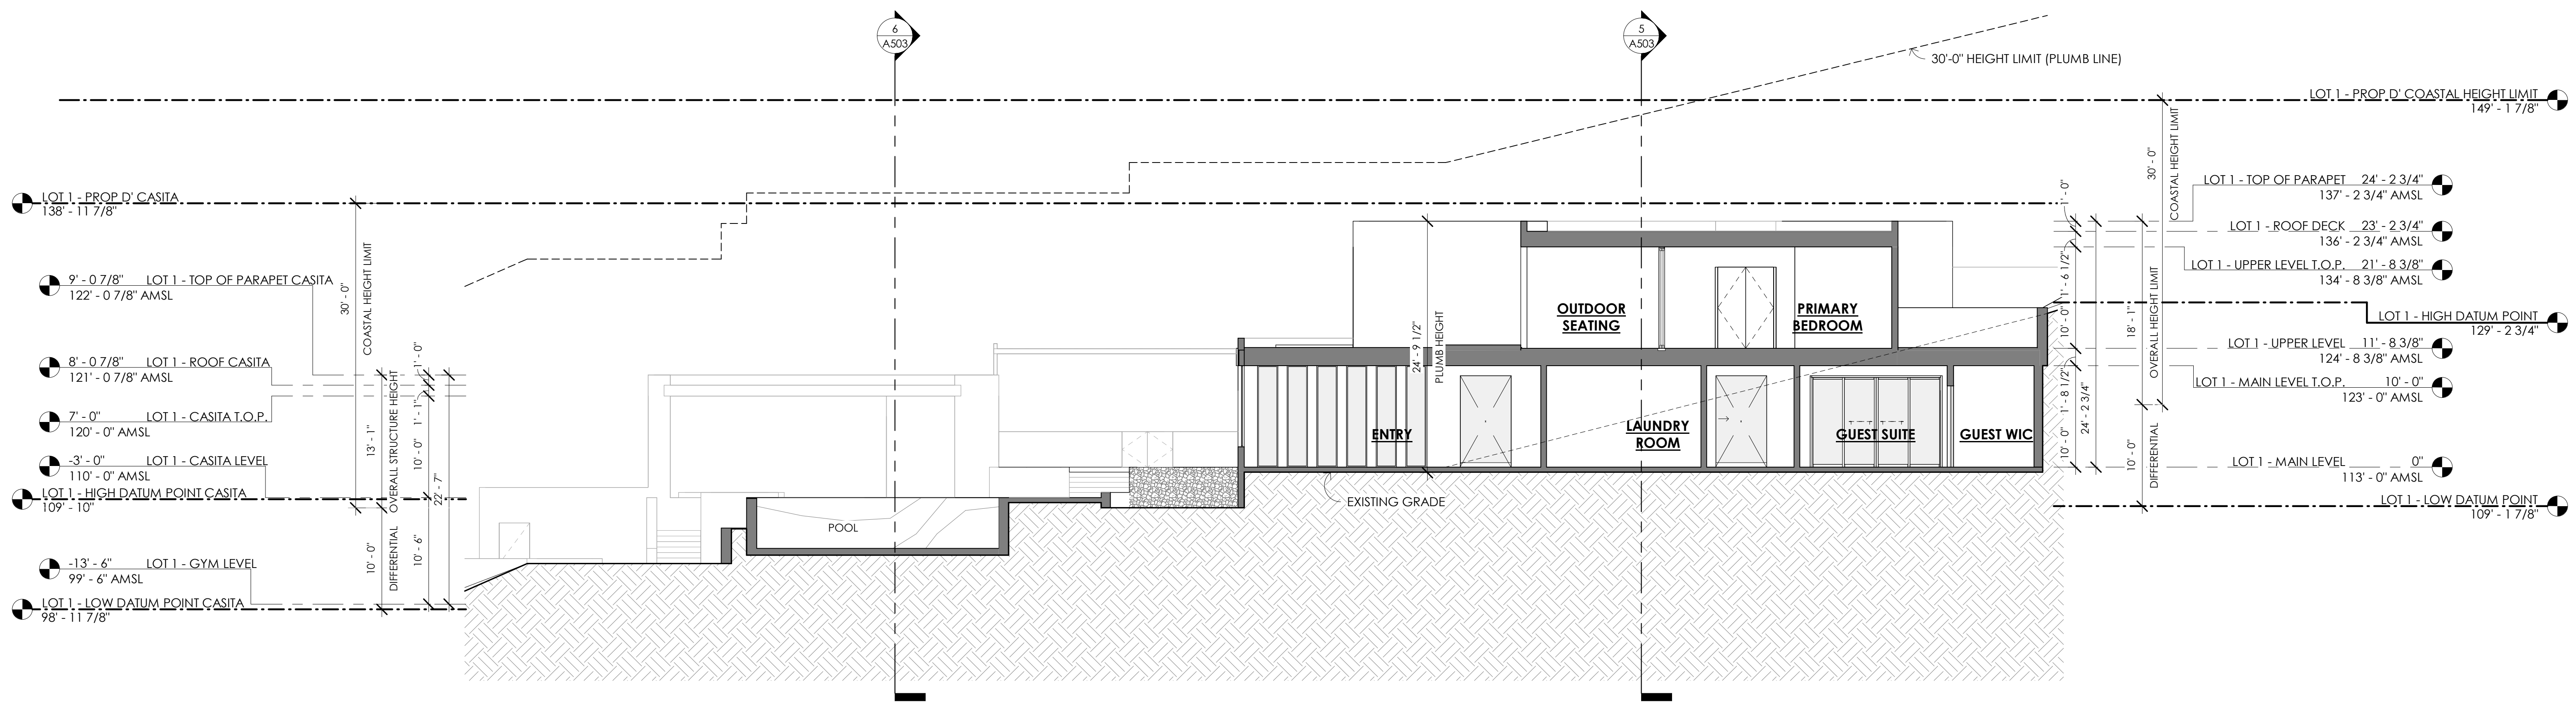 6
A503
5
A503
30'-0" HEIGHT LIMIT (PLUMB LINE)
LOT 1 - PROP D' COASTAL HEIGHT LIMIT
149' - 1 7/8"
LOT 1 - PROP D' CASITA
138' - 11 7/8"
9' - 0 7/8" LOT 1 - TOP OF PARAPET CASITA
122' - 0 7/8" AMSL
8' - 0 7/8" LOT 1 - ROOF CASITA
121' - 0 7/8" AMSL
7' - 0" LOT 1 - CASITA T.O.P.
120' - 0" AMSL
-3' - 0" LOT 1 - CASITA LEVEL
110' - 0" AMSL
LOT 1 - HIGH DATUM POINT CASITA
109' - 10"
-13' - 6" LOT 1 - GYM LEVEL
99' - 6" AMSL
LOT 1 - LOW DATUM POINT CASITA
98' - 11 7/8"
30' - 0"
COASTAL HEIGHT LIMIT
13' - 1"
OVERALL STRUCTURE HEIGHT
10' - 0"
DIFFERENTIAL
1' - 0"
1' - 1"
10' - 0"
10' - 6"
22' - 7"
POOL
24' - 9 1/2"
PLUMB HEIGHT
OUTDOOR
SEATING
PRIMARY
BEDROOM
ENTRY
LAUNDRY
ROOM
GUEST SUITE
GUEST WIC
EXISTING GRADE
1' - 0"
1' - 6 1/2"
10' - 0"
1' - 8 1/2"
10' - 0"
24' - 2 3/4"
18' - 1"
OVERALL HEIGHT LIMIT
10' - 0"
DIFFERENTIAL
30' - 0"
COASTAL HEIGHT LIMIT
LOT 1 - TOP OF PARAPET 24' - 2 3/4"
137' - 2 3/4" AMSL
LOT 1 - ROOF DECK 23' - 2 3/4"
136' - 2 3/4" AMSL
LOT 1 - UPPER LEVEL T.O.P. 21' - 8 3/8"
134' - 8 3/8" AMSL
LOT 1 - HIGH DATUM POINT
129' - 2 3/4"
LOT 1 - UPPER LEVEL 11' - 8 3/8"
124' - 8 3/8" AMSL
LOT 1 - MAIN LEVEL T.O.P. 10' - 0"
123' - 0" AMSL
LOT 1 - MAIN LEVEL 0"
113' - 0" AMSL
LOT 1 - LOW DATUM POINT
109' - 1 7/8"